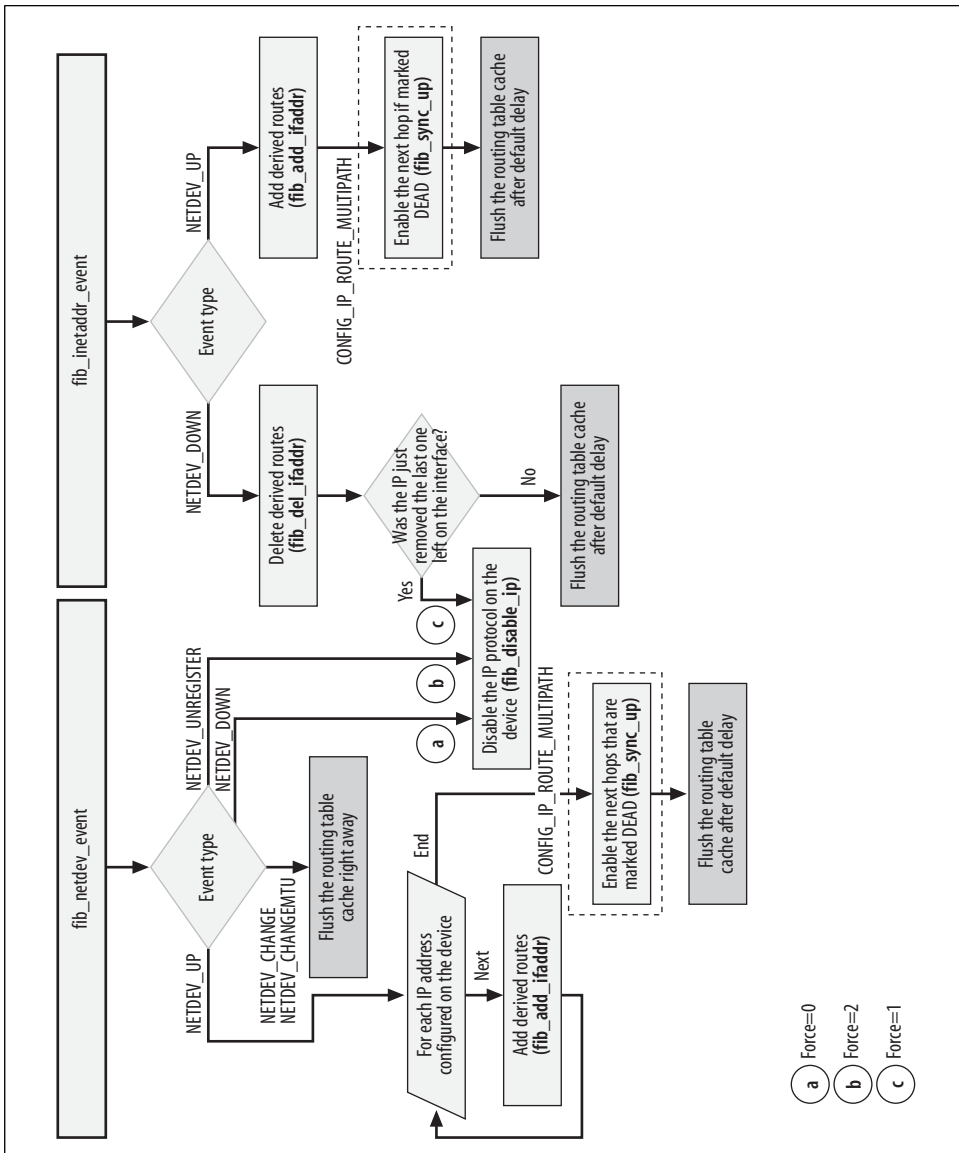 fib_netdev_event
Event type
NETDEV_UP
NETDEV_CHANGE
NETDEV_CHANGEMTU
NETDEV_UNREGISTER
NETDEV_DOWN
Flush the routing table
cache right away
For each IP address
configured on the device
Next
End
Add derived routes
(fib_add_ifaddr)
CONFIG_IP_ROUTE_MULTIPATH
Enable the next hops that are
marked DEAD (fib_sync_up)
Flush the routing table
cache after default delay
a
b
c
Disable the IP protocol on the
device (fib_disable_ip)
fib_inetaddr_event
Event type
NETDEV_DOWN
NETDEV_UP
Delete derived routes
(fib_del_ifaddr)
Was the IP just
removed the last one
left on the interface?
Yes
No
Flush the routing table cache
after default delay
Add derived routes
(fib_add_ifaddr)
CONFIG_IP_ROUTE_MULTIPATH
Enable the next hop if marked
DEAD (fib_sync_up)
Flush the routing table cache
after default delay
a Force=0
b Force=2
c Force=1